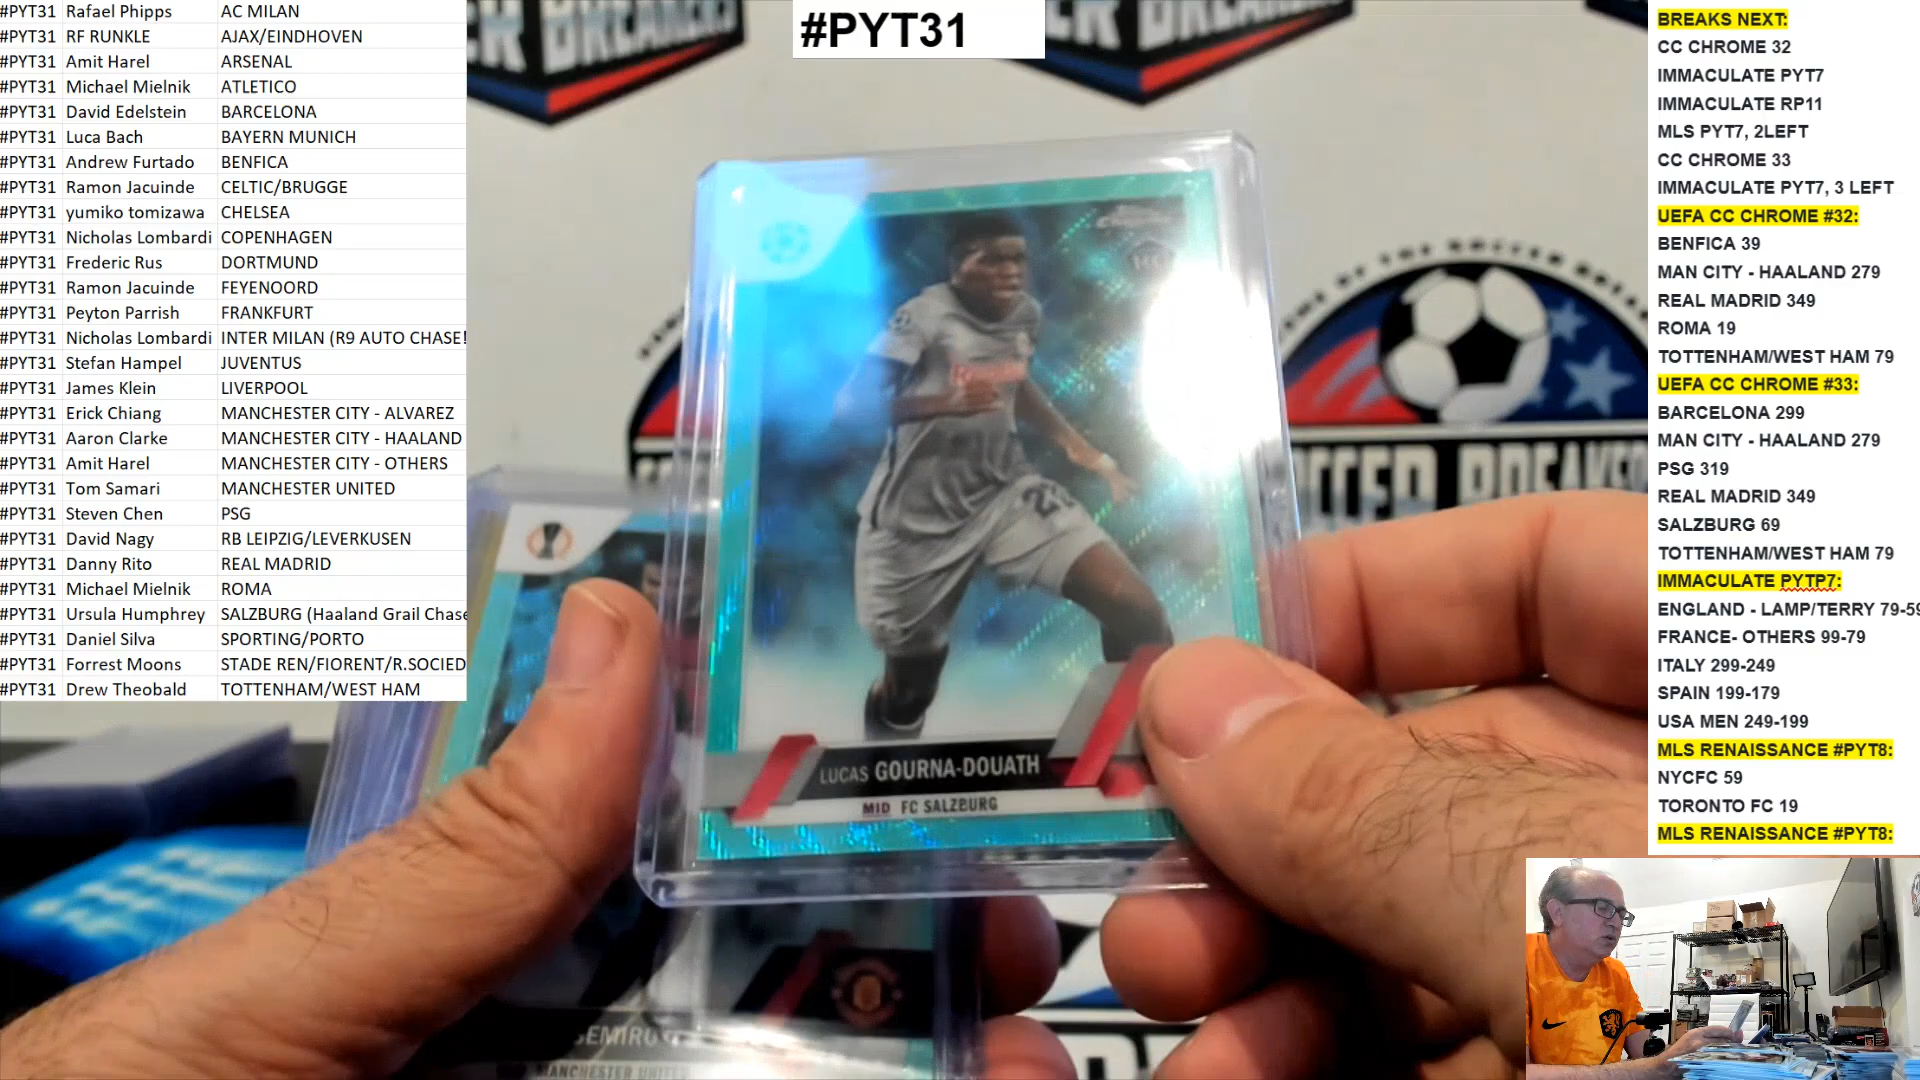 #PYT31 Rafael Phipps AC MILAN
#PYT31 RF RUNKLE AJAX/EINDHOVEN
#PYT31 Amit Harel ARSENAL
#PYT31 Michael Mielnik ATLETICO
#PYT31 David Edelstein BARCELONA
#PYT31 Luca Bach BAYERN MUNICH
#PYT31 Andrew Furtado BENFICA
#PYT31 Ramon Jacuinde CELTIC/BRUGGE
#PYT31 yumiko tomizawa CHELSEA
#PYT31 Nicholas Lombardi COPENHAGEN
#PYT31 Frederic Rus DORTMUND
#PYT31 Ramon Jacuinde FEYENOORD
#PYT31 Peyton Parrish FRANKFURT
#PYT31 Nicholas Lombardi INTER MILAN (R9 AUTO CHASE!
#PYT31 Stefan Hampel JUVENTUS
#PYT31 James Klein LIVERPOOL
#PYT31 Erick Chiang MANCHESTER CITY - ALVAREZ
#PYT31 Aaron Clarke MANCHESTER CITY - HAALAND
#PYT31 Amit Harel MANCHESTER CITY - OTHERS
#PYT31 Tom Samari MANCHESTER UNITED
#PYT31 Steven Chen PSG
#PYT31 David Nagy RB LEIPZIG/LEVERKUSEN
#PYT31 Danny Rito REAL MADRID
#PYT31 Michael Mielnik ROMA
#PYT31 Ursula Humphrey SALZBURG (Haaland Grail Chase
#PYT31 Daniel Silva SPORTING/PORTO
#PYT31 Forrest Moons STADE REN/FIORENT/R.SOCIED
#PYT31 Drew Theobald TOTTENHAM/WEST HAM
#PYT31
LUCAS GOURNA-DOUATH
MID FC SALZBURG
MANCHESTER UNITED
BREAKS NEXT:
CC CHROME 32
IMMACULATE PYT7
IMMACULATE RP11
MLS PYT7, 2LEFT
CC CHROME 33
IMMACULATE PYT7, 3 LEFT
UEFA CC CHROME #32:
BENFICA 39
MAN CITY - HAALAND 279
REAL MADRID 349
ROMA 19
TOTTENHAM/WEST HAM 79
UEFA CC CHROME #33:
BARCELONA 299
MAN CITY - HAALAND 279
PSG 319
REAL MADRID 349
SALZBURG 69
TOTTENHAM/WEST HAM 79
IMMACULATE PYTP7:
ENGLAND - LAMP/TERRY 79-59
FRANCE- OTHERS 99-79
ITALY 299-249
SPAIN 199-179
USA MEN 249-199
MLS RENAISSANCE #PYT8:
NYCFC 59
TORONTO FC 19
MLS RENAISSANCE #PYT8: